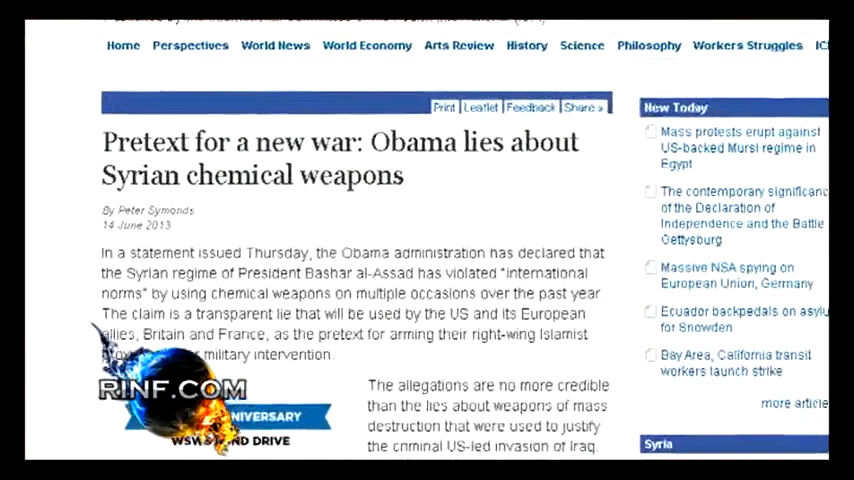 Home Perspectives World News World Economy Arts Review History Science Philosophy Workers Struggles
Print Leaflet Feedback Share »
Pretext for a new war: Obama lies about
Syrian chemical weapons
By Peter Symonds
14 June 2013
In a statement issued Thursday, the Obama administration has declared that
the Syrian regime of President Bashar al-Assad has violated "international
norms" by using chemical weapons on multiple occasions over the past year.
The claim is a transparent lie that will be used by the US and its European
allies, Britain and France, as the pretext for arming their right-wing Islamist
military intervention.
The allegations are no more credible
than the lies about weapons of mass
destruction that were used to justify
the criminal US-led invasion of Iraq.
RINF.COM
NIVERSARY
WSWS FUND DRIVE
New Today
Mass protests erupt against
US-backed Mursi regime in
Egypt
The contemporary significanc
of the Declaration of
Independence and the Battle
Gettysburg
Massive NSA spying on
European Union, Germany
Ecuador backpedals on asylu
for Snowden
Bay Area, California transit
workers launch strike
more article
Syria